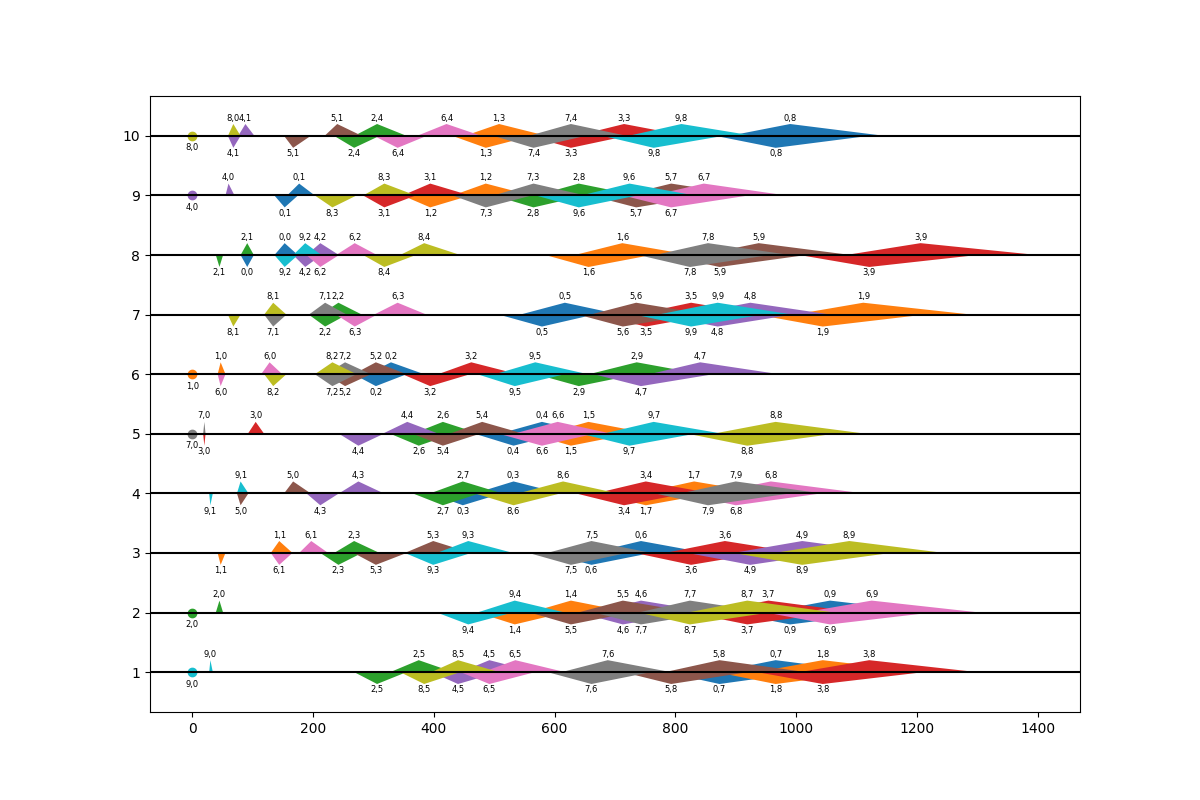 8,0 4,1 5,1 2,4 6,4 1,3 7,4 3,3 9,8 0,8
10
8,0 4,1 5,1 2,4 6,4 1,3 7,4 3,3 9,8 0,8
4,0 0,1 8,3 3,1 1,2 7,3 2,8 9,6 5,7 6,7
9
4,0 0,1 8,3 3,1 1,2 7,3 2,8 9,6 5,7 6,7
2,1 0,0 9,2 4,2 6,2 8,4 1,6 7,8 5,9 3,9
8
2,1 0,0 9,2 4,2 6,2 8,4 1,6 7,8 5,9 3,9
8,1 7,1 2,2 6,3 0,5 5,6 3,5 9,9 4,8 1,9
7
8,1 7,1 2,2 6,3 0,5 5,6 3,5 9,9 4,8 1,9
1,0 6,0 8,2 7,2 5,2 0,2 3,2 9,5 2,9 4,7
6
1,0 6,0 8,2 7,2 5,2 0,2 3,2 9,5 2,9 4,7
7,0 3,0 4,4 2,6 5,4 0,4 6,6 1,5 9,7 8,8
5
7,0 3,0 4,4 2,6 5,4 0,4 6,6 1,5 9,7 8,8
9,1 5,0 4,3 2,7 0,3 8,6 3,4 1,7 7,9 6,8
4
9,1 5,0 4,3 2,7 0,3 8,6 3,4 1,7 7,9 6,8
1,1 6,1 2,3 5,3 9,3 7,5 0,6 3,6 4,9 8,9
3
1,1 6,1 2,3 5,3 9,3 7,5 0,6 3,6 4,9 8,9
2,0 9,4 1,4 5,5 4,6 7,7 8,7 3,7 0,9 6,9
2
2,0 9,4 1,4 5,5 4,6 7,7 8,7 3,7 0,9 6,9
9,0 2,5 8,5 4,5 6,5 7,6 5,8 0,7 1,8 3,8
1
9,0 2,5 8,5 4,5 6,5 7,6 5,8 0,7 1,8 3,8
0 200 400 600 800 1000 1200 1400